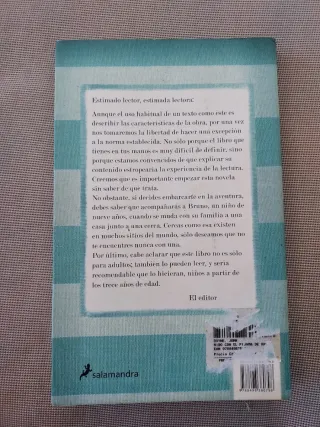 Estimado lector, estimada lectora:
Aunque el uso habitual de un texto como este es
describir las características de la obra, por una vez
nos tomaremos la libertad de hacer una excepción
a la norma establecida. No sólo porque el libro que
tienes en tus manos es muy difícil de definir, sino
porque estamos convencidos de que explicar su
contenido estropearía la experiencia de la lectura.
Creemos que es importante empezar esta novela
sin saber de qué trata.
No obstante, si decides embarcarte en la aventura,
debes saber que acompañarás a Bruno, un niño de
nueve años, cuando se muda con su familia a una
casa junto a una cerca. Cercas como esa existen
en muchos sitios del mundo, sólo deseamos que no
te encuentres nunca con una.
Por último, cabe aclarar que este libro no es sólo
para adultos; también lo pueden leer, y sería
recomendable que lo hicieran, niños a partir de
los trece años de edad.
El editor
salamandra